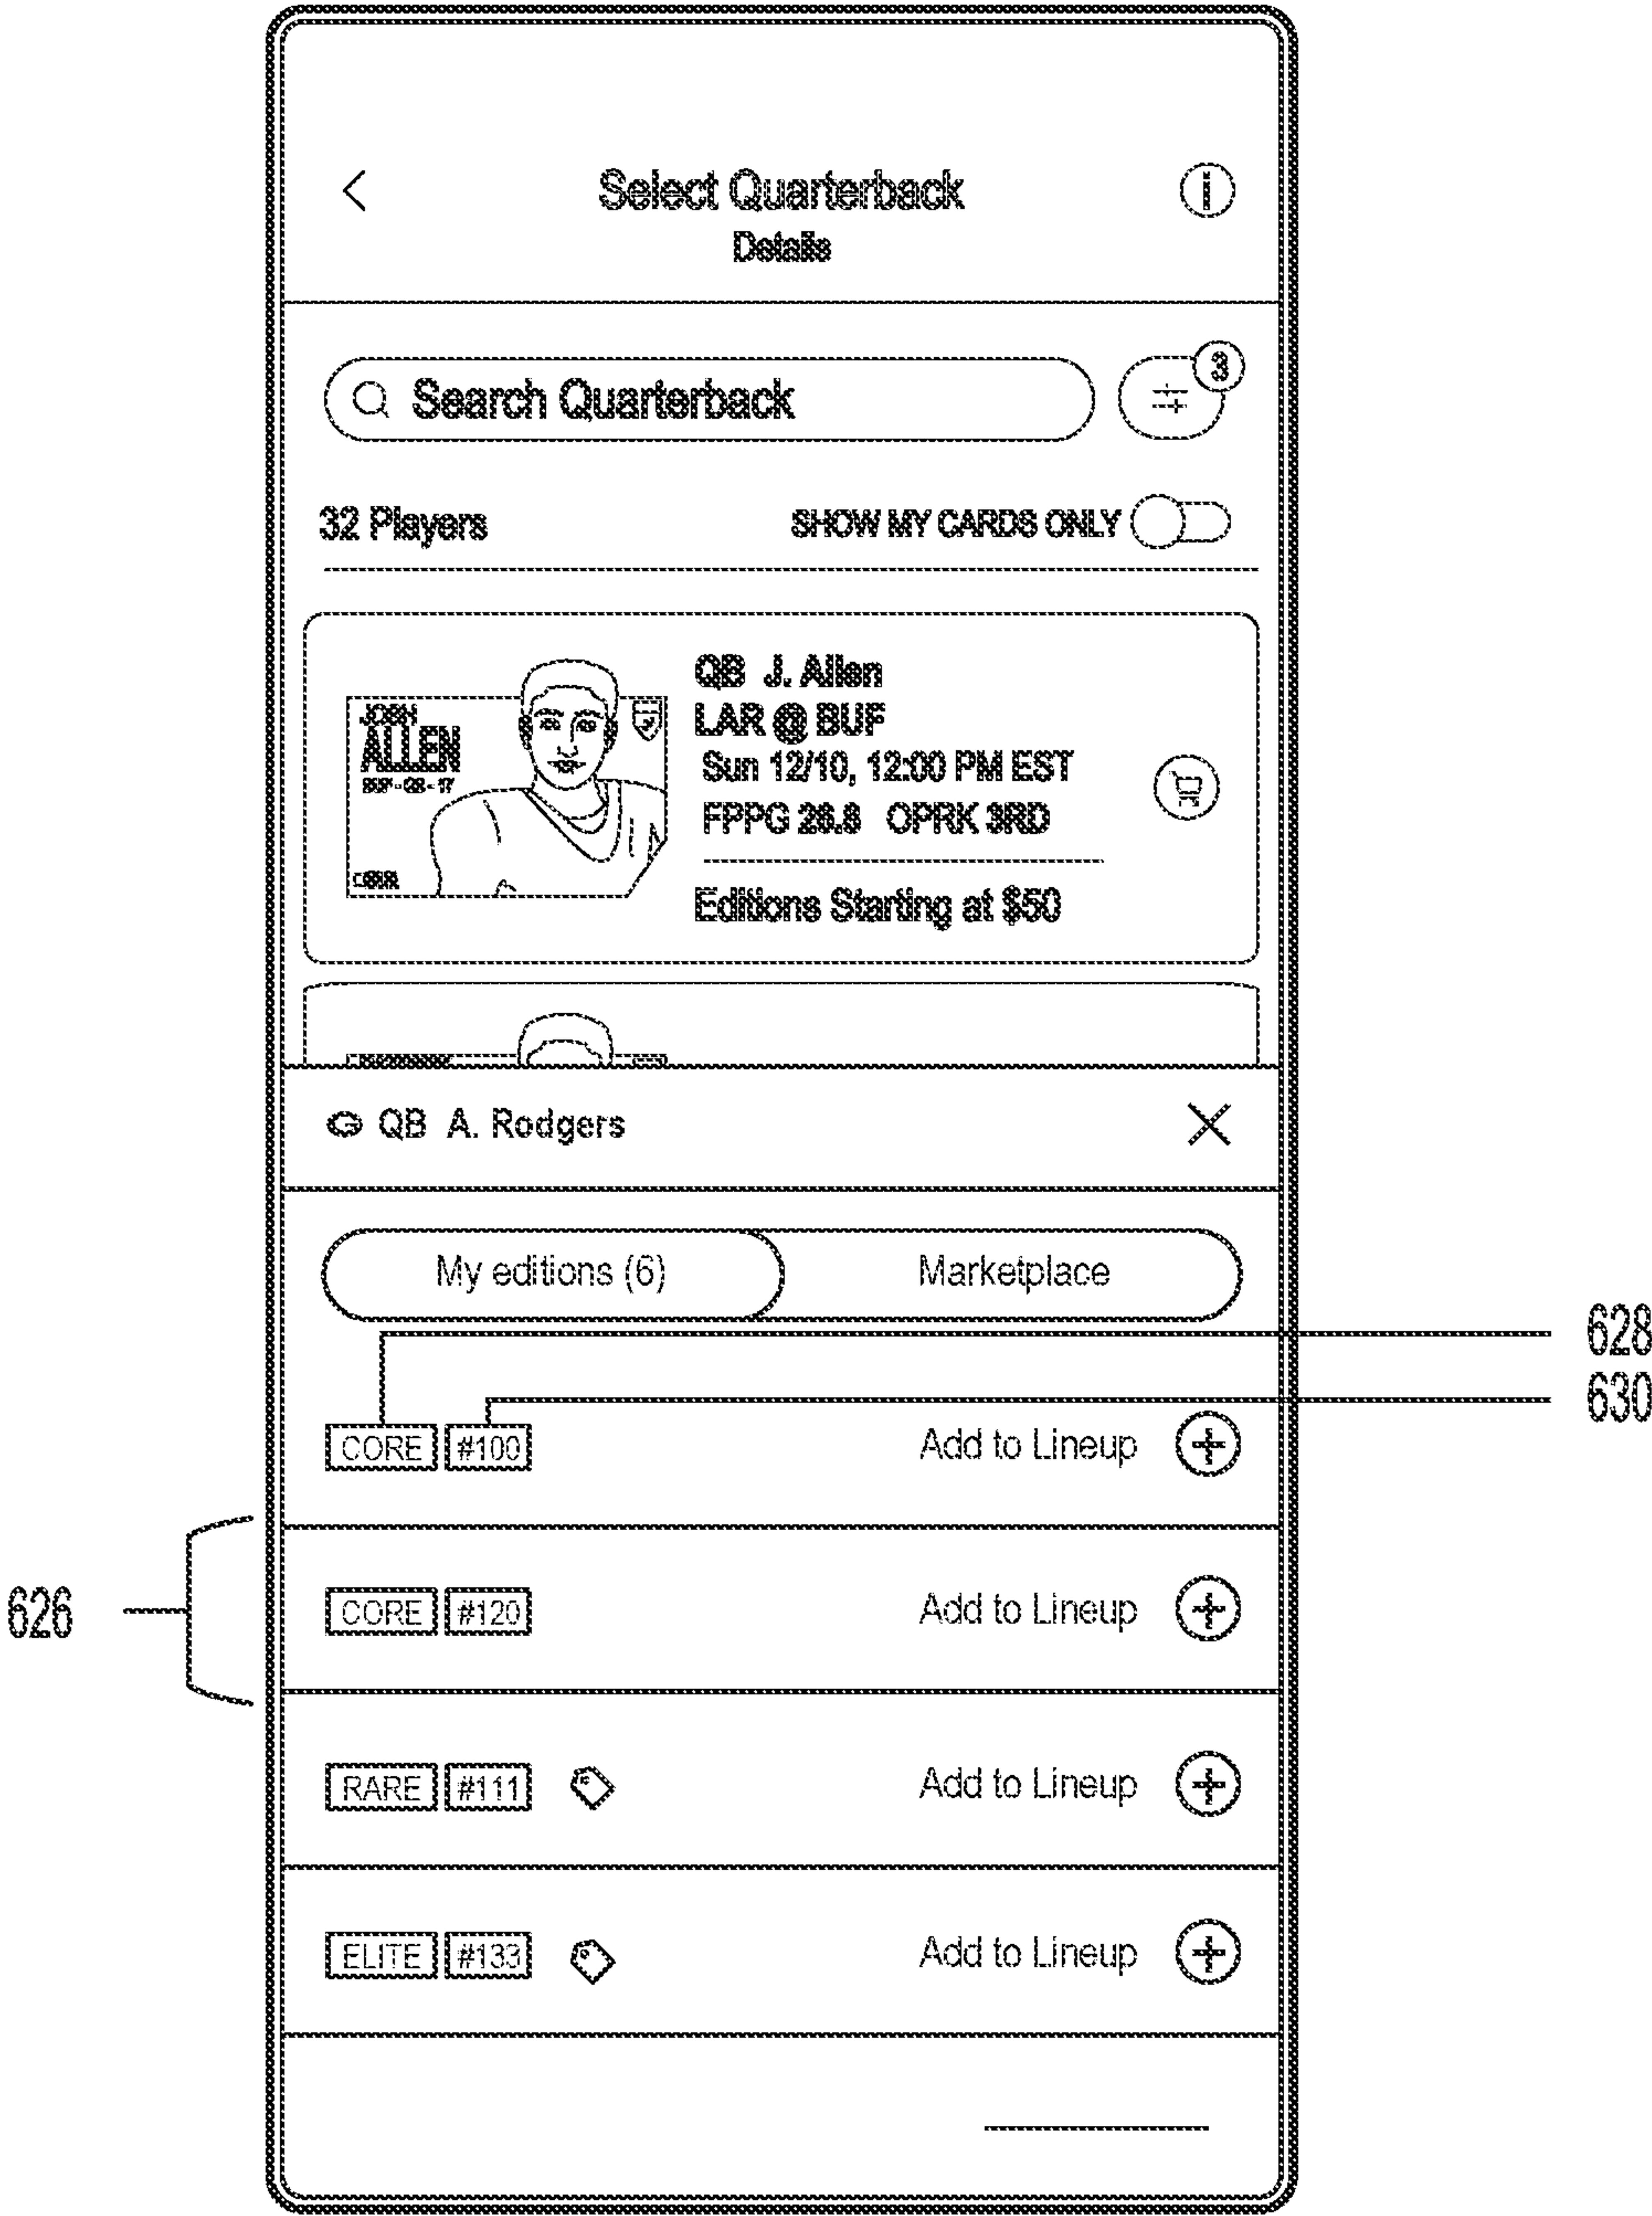 Select Quarterback
Details
Search Quarterback
3
32 Players SHOW MY CARDS ONLY
JOSH
ALLEN
BUF - QB - 17
QB J. Allen
LAR @ BUF
Sun 12/10, 12:00 PM EST
FPPG 26.8 OPRK 3RD
Editions Starting at $50
QB A. Rodgers
My editions (6) Marketplace
628
630
CORE #100 Add to Lineup
626
CORE #120 Add to Lineup
RARE #111 Add to Lineup
ELITE #133 Add to Lineup